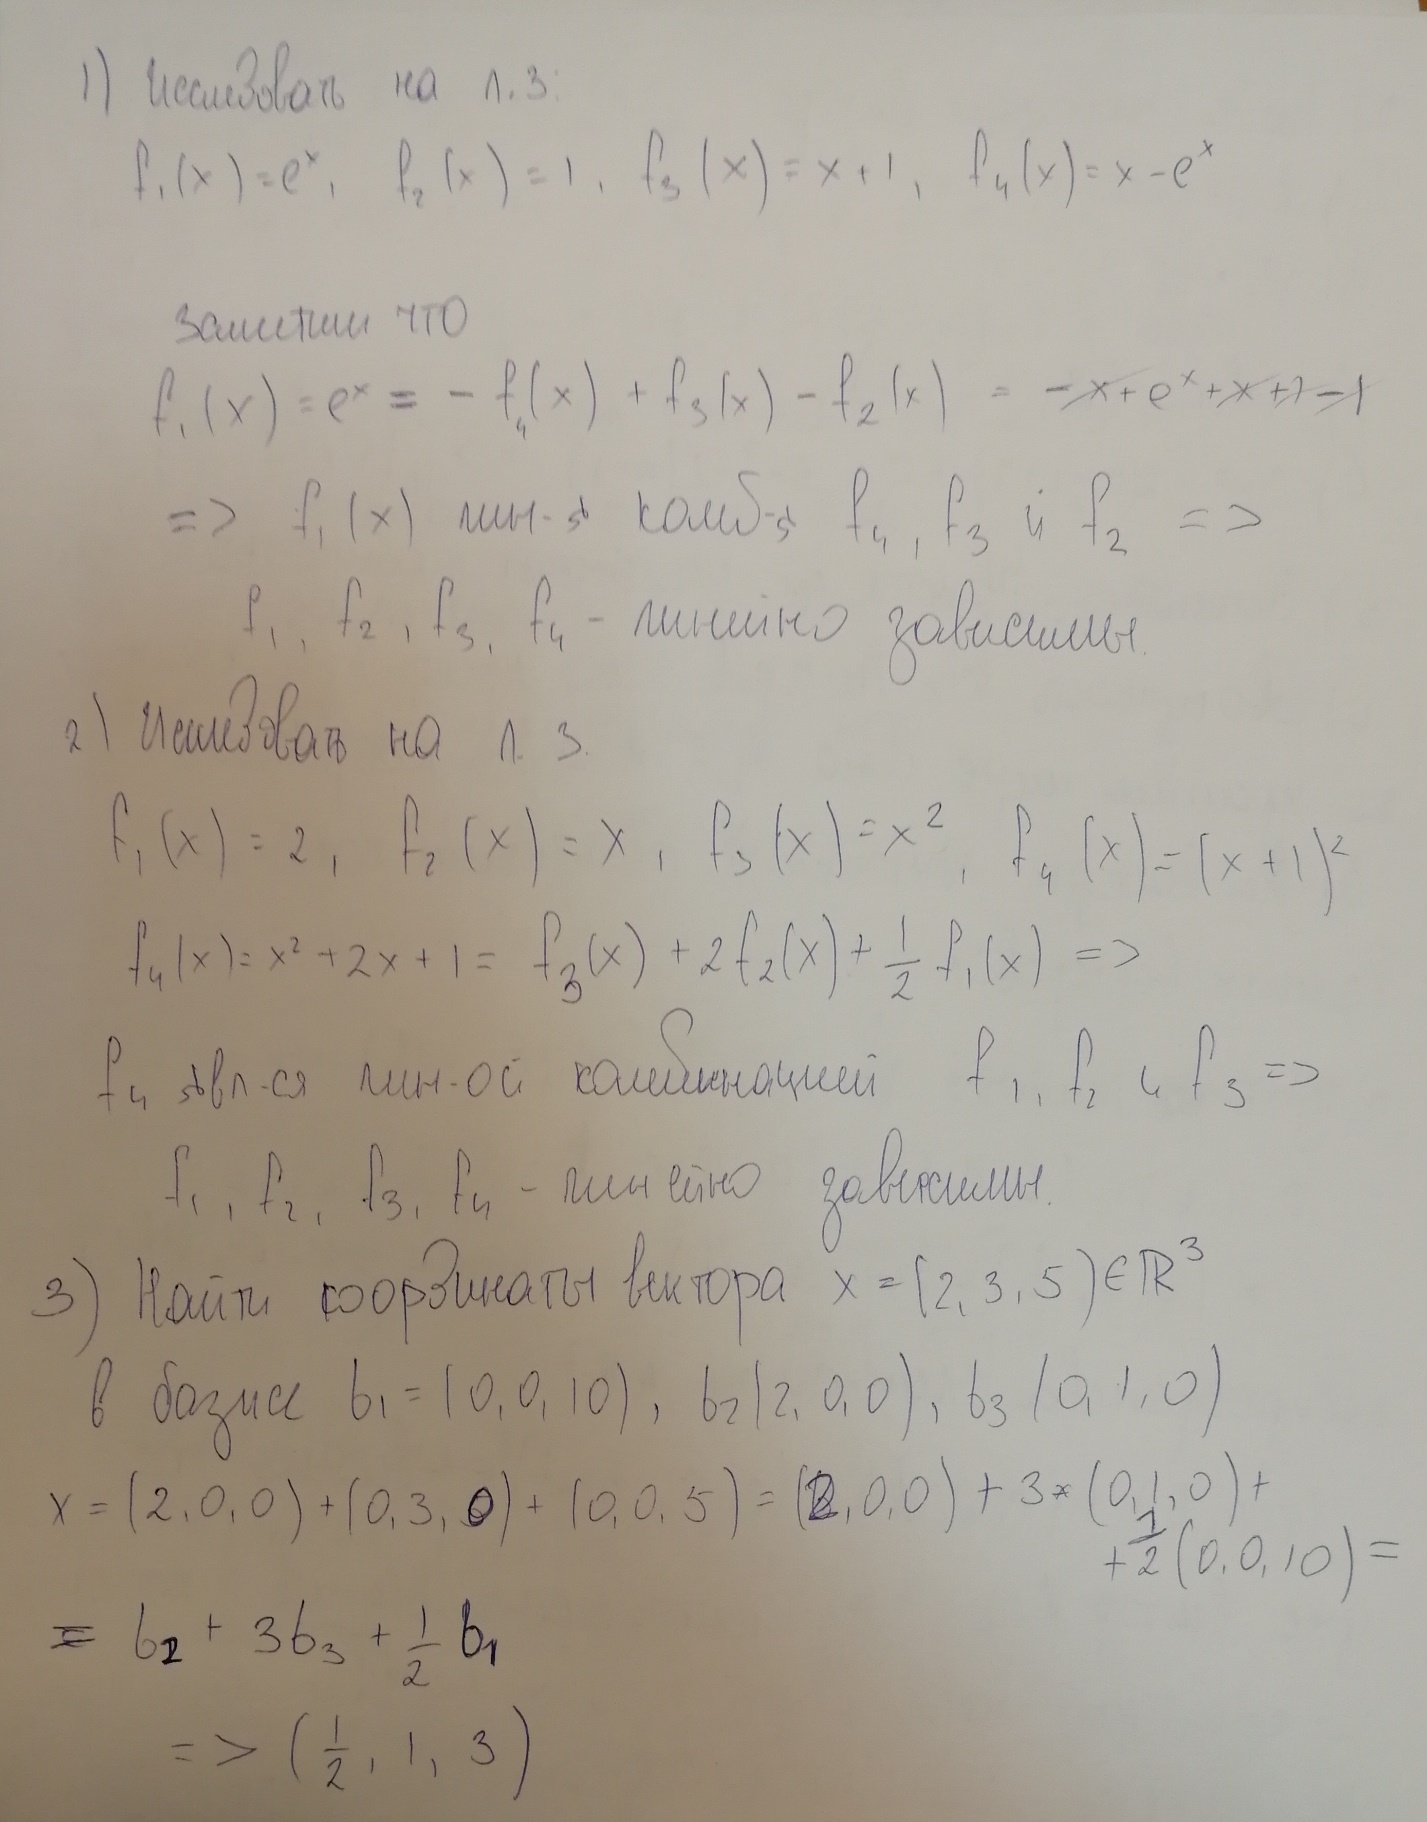 1) Исследовать на л.з:
f₁(x)=eˣ, f₂(x)=1, f₃(x)=x+1, f₄(x)=x-eˣ
заметим что
f₁(x)=eˣ=-f₄(x)+f₃(x)-f₂(x) = -x+eˣ+x+1-1
=> f₁(x) лин-я комб-я f₄, f₃ и f₂ =>
f₁, f₂, f₃, f₄ - линейно зависимы.
2) Исследовать на л. з.
f₁(x)=2, f₂(x)=x, f₃(x)=x², f₄(x)=(x+1)²
f₄(x)=x²+2x+1=f₃(x)+2f₂(x)+1/2 f₁(x) =>
f₄ явл-ся лин-ой комбинацией f₁, f₂ и f₃ =>
f₁, f₂, f₃, f₄ - линейно зависимы.
3) Найти координаты вектора x=(2,3,5)∈ℝ³
в базисе b₁=(0,0,10), b₂(2,0,0), b₃(0,1,0)
x=(2,0,0)+(0,3,0)+(0,0,5)=(2,0,0)+3*(0,1,0)+
+1/2(0,0,10)=
= b₂+3b₃+1/2 b₁
=> (1/2, 1, 3)